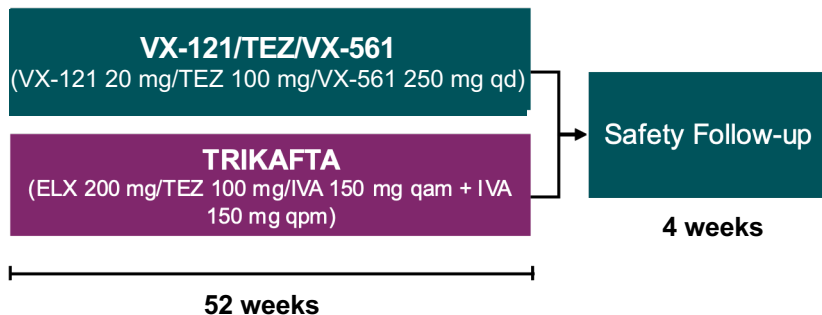 VX-121/TEZ/VX-561
(VX-121 20 mg/TEZ 100 mg/VX-561 250 mg qd)
TRIKAFTA
(ELX 200 mg/TEZ 100 mg/IVA 150 mg qam + IVA
150 mg qpm)
Safety Follow-up
4 weeks
52 weeks